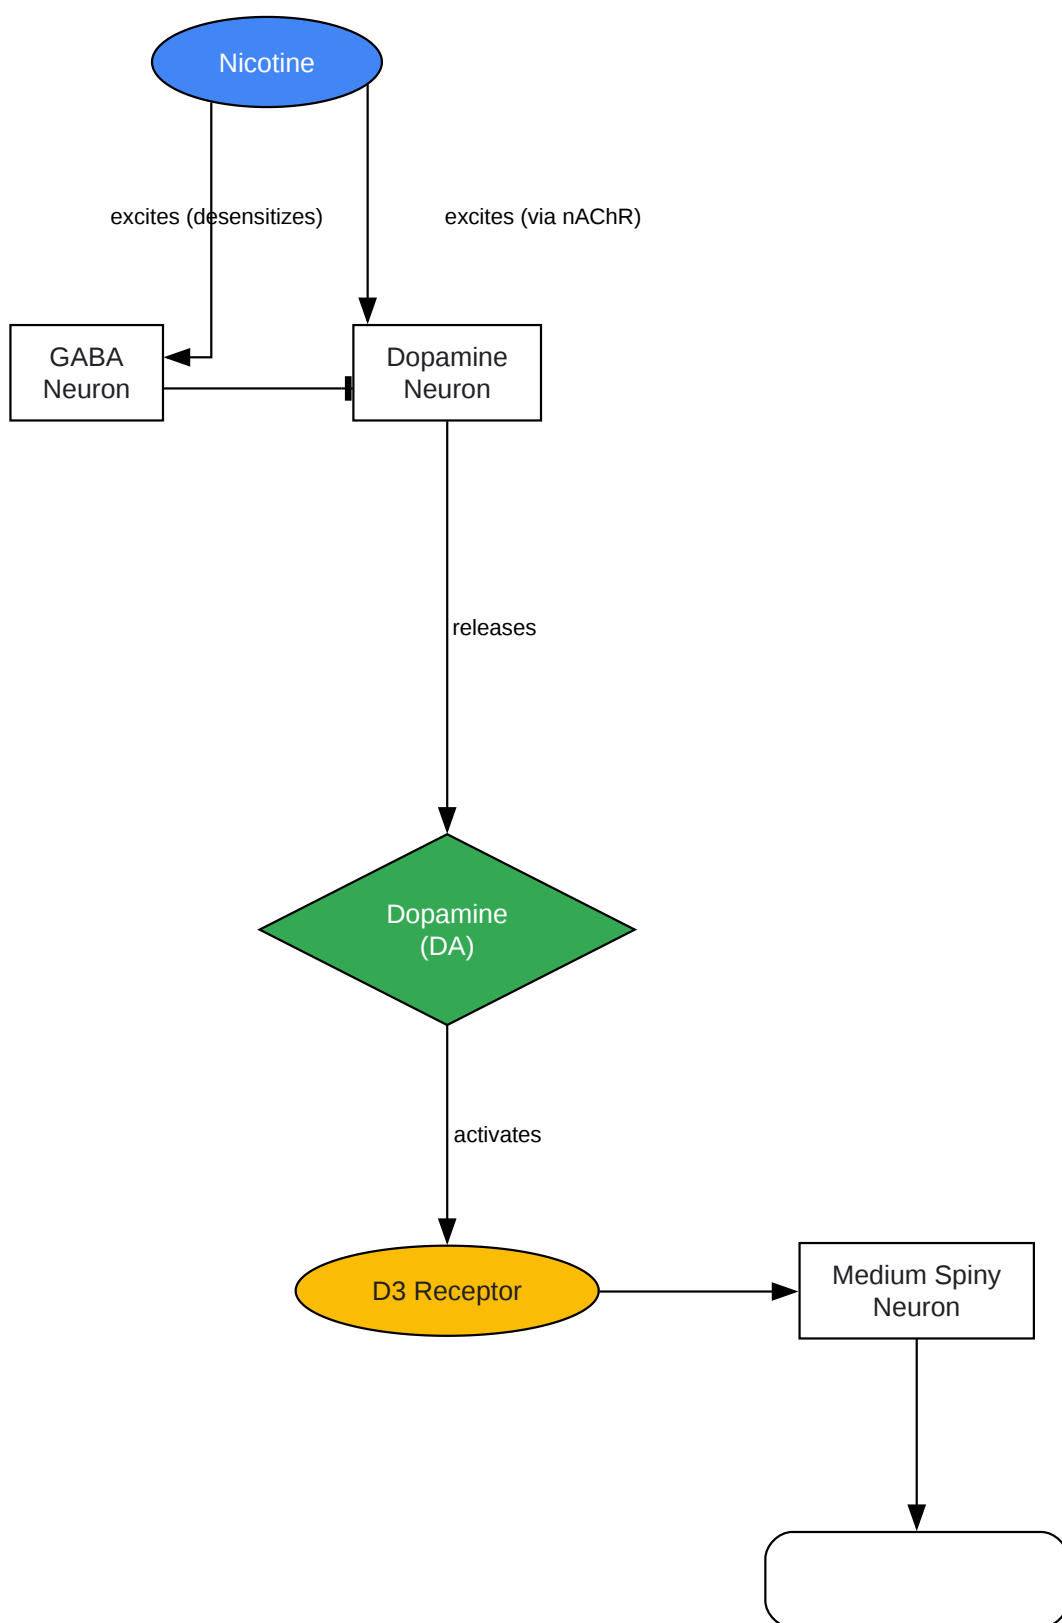 Nicotine
excites (desensitizes)
excites (via nAChR)
GABA
Neuron
Dopamine
Neuron
releases
Dopamine
(DA)
activates
D3 Receptor
Medium Spiny
Neuron